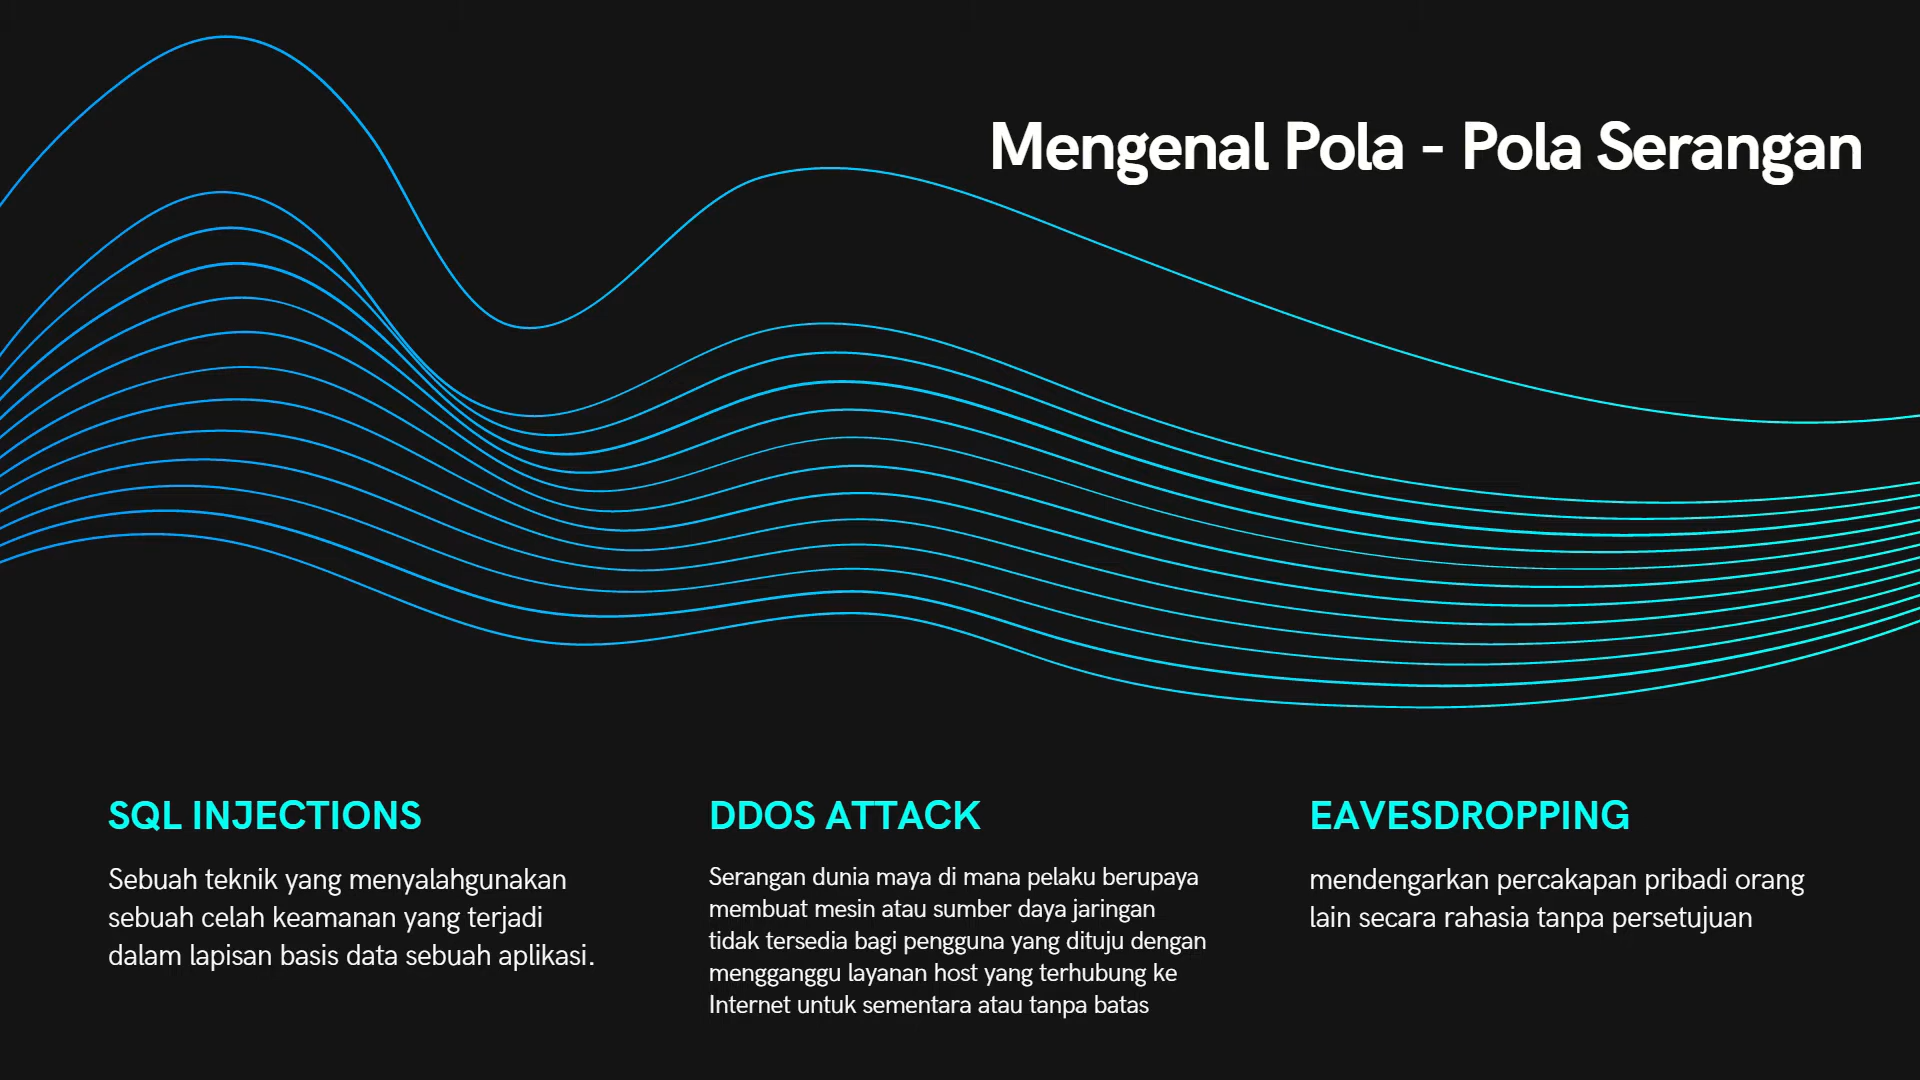 Mengenal Pola - Pola Serangan
SQL INJECTIONS
Sebuah teknik yang menyalahgunakan
sebuah celah keamanan yang terjadi
dalam lapisan basis data sebuah aplikasi.
DDOS ATTACK
Serangan dunia maya di mana pelaku berupaya
membuat mesin atau sumber daya jaringan
tidak tersedia bagi pengguna yang dituju dengan
mengganggu layanan host yang terhubung ke
Internet untuk sementara atau tanpa batas
EAVESDROPPING
mendengarkan percakapan pribadi orang
lain secara rahasia tanpa persetujuan